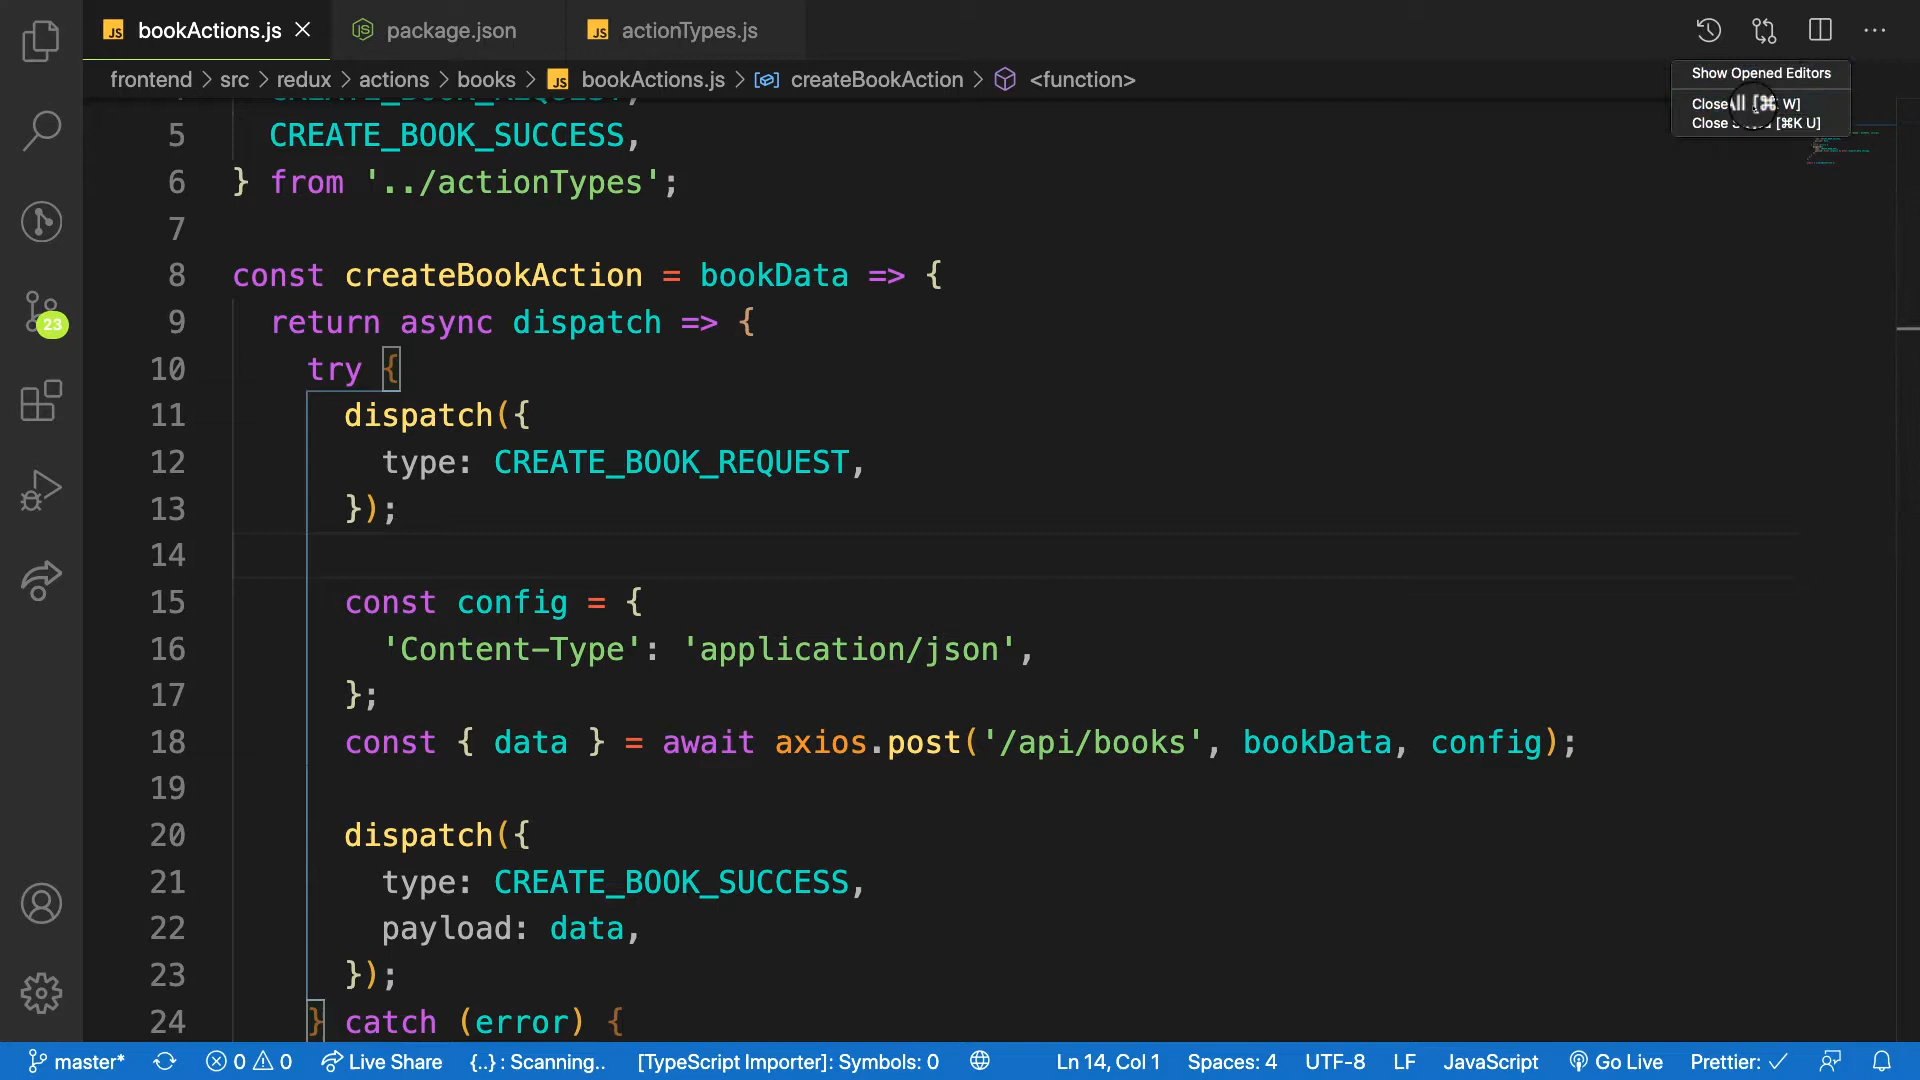 bookActions.js
package.json
actionTypes.js
frontend > src > redux > actions > books > bookActions.js > createBookAction > <function>
Show Opened Editors
Close All [⌘ W]
Close [⌘K U]
5 CREATE_BOOK_SUCCESS,
6 } from '../actionTypes';
7
8 const createBookAction = bookData => {
9 return async dispatch => {
10 try {
11 dispatch({
12 type: CREATE_BOOK_REQUEST,
13 });
14
15 const config = {
16 'Content-Type': 'application/json',
17 };
18 const { data } = await axios.post('/api/books', bookData, config);
19
20 dispatch({
21 type: CREATE_BOOK_SUCCESS,
22 payload: data,
23 });
24 } catch (error) {
23
master* 0 0 Live Share {..} : Scanning.. [TypeScript Importer]: Symbols: 0 Ln 14, Col 1 Spaces: 4 UTF-8 LF JavaScript Go Live Prettier: ✓